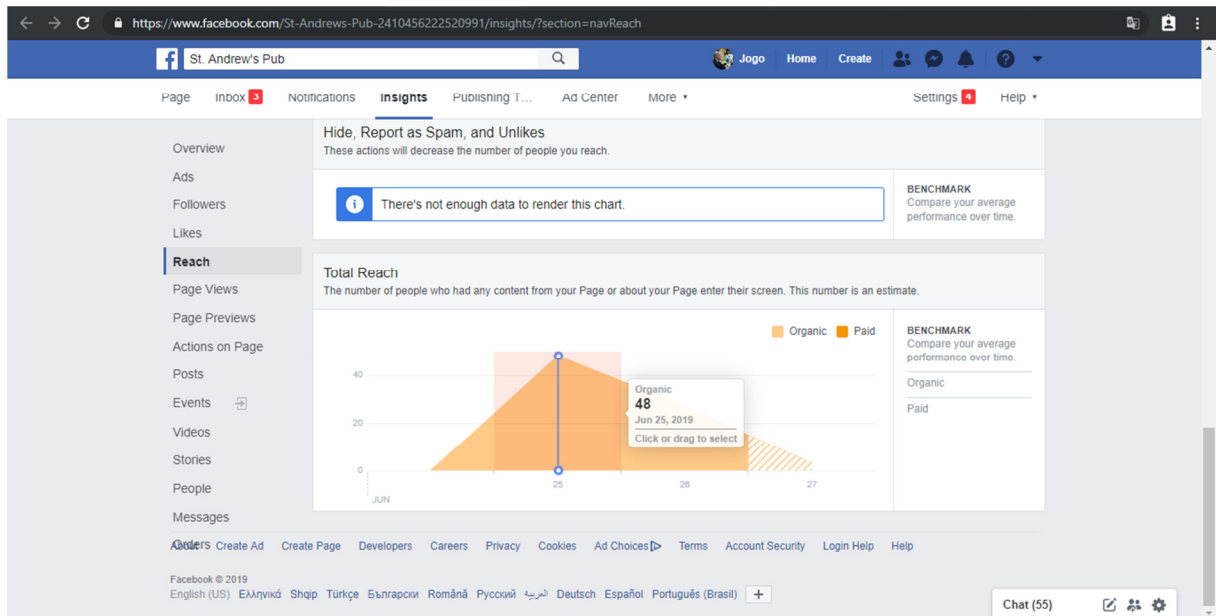 https://www.facebook.com/St-Andrews-Pub-2410456222520991/insights/?section=navReach
St. Andrew's Pub
Jogo Home Create
Page Inbox 3 Notifications Insights Publishing T... Ad Center More Settings 4 Help
Overview
Ads
Followers
Likes
Reach
Page Views
Page Previews
Actions on Page
Posts
Events
Videos
Stories
People
Messages
Orders
Hide, Report as Spam, and Unlikes
These actions will decrease the number of people you reach.
There's not enough data to render this chart.
BENCHMARK
Compare your average
performance over time.
Total Reach
The number of people who had any content from your Page or about your Page enter their screen. This number is an estimate.
Organic Paid
40
20
0
Organic
48
Jun 25, 2019
Click or drag to select
25 26 27
JUN
BENCHMARK
Compare your average
performance over time.
Organic
Paid
About Create Ad Create Page Developers Careers Privacy Cookies Ad Choices Terms Account Security Login Help Help
Facebook © 2019
English (US) Ελληνικά Shqip Türkçe Български Română Русский العربية Deutsch Español Português (Brasil) +
Chat (55)